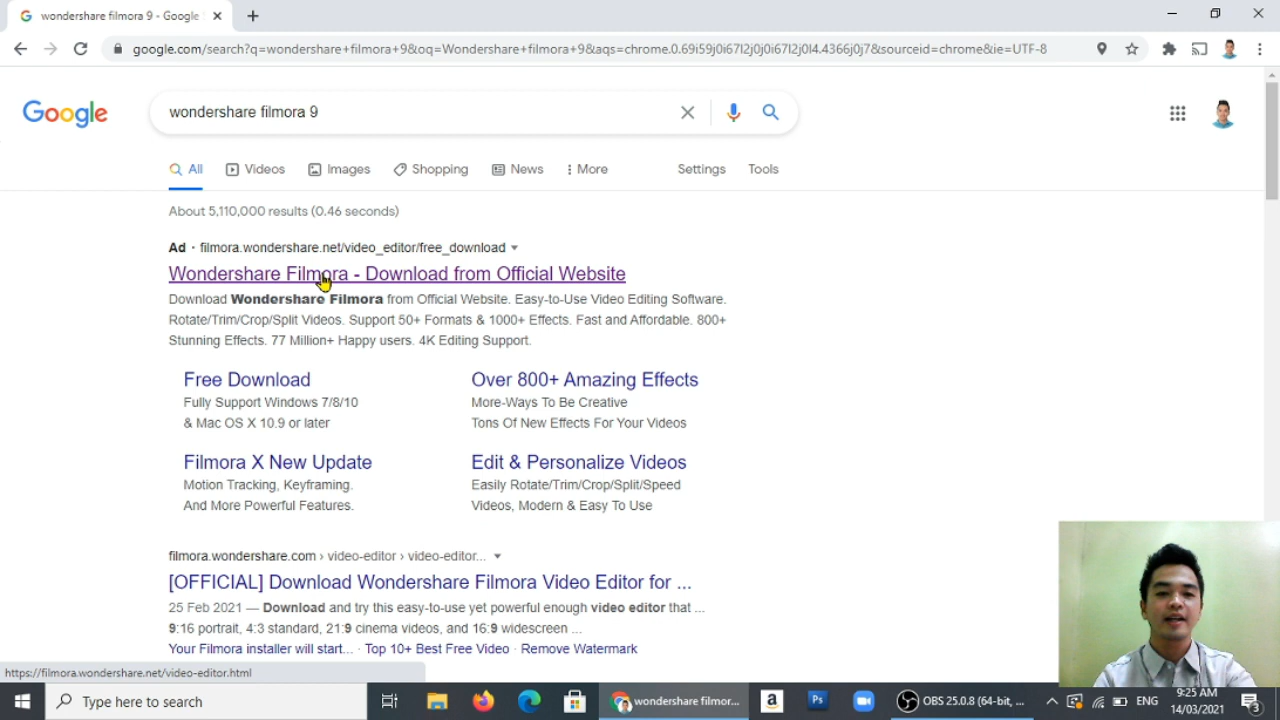 wondershare filmora 9 - Google
google.com/search?q=wondershare+filmora+9&oq=Wondershare+filmora+9&aqs=chrome.0.69i59j0i67l2j0j0i67l2j0l4.4366j0j7&sourceid=chrome&ie=UTF-8
Google
wondershare filmora 9
All
Videos
Images
Shopping
News
More
Settings
Tools
About 5,110,000 results (0.46 seconds)
Ad · filmora.wondershare.net/video_editor/free_download
Wondershare Filmora - Download from Official Website
Download Wondershare Filmora from Official Website. Easy-to-Use Video Editing Software.
Rotate/Trim/Crop/Split Videos. Support 50+ Formats & 1000+ Effects. Fast and Affordable. 800+
Stunning Effects. 77 Million+ Happy users. 4K Editing Support.
Free Download
Fully Support Windows 7/8/10
& Mac OS X 10.9 or later
Over 800+ Amazing Effects
More-Ways To Be Creative
Tons Of New Effects For Your Videos
Filmora X New Update
Motion Tracking, Keyframing.
And More Powerful Features.
Edit & Personalize Videos
Easily Rotate/Trim/Crop/Split/Speed
Videos, Modern & Easy To Use
filmora.wondershare.com › video-editor › video-editor...
[OFFICIAL] Download Wondershare Filmora Video Editor for ...
25 Feb 2021 — Download and try this easy-to-use yet powerful enough video editor that ...
9:16 portrait, 4:3 standard, 21:9 cinema videos, and 16:9 widescreen ...
Your Filmora installer will start... · Top 10+ Best Free Video · Remove Watermark
https://filmora.wondershare.net/video-editor.html
Type here to search
wondershare filmor...
a
Ps
OBS 25.0.8 (64-bit, ...
ENG
9:25 AM
14/03/2021
3